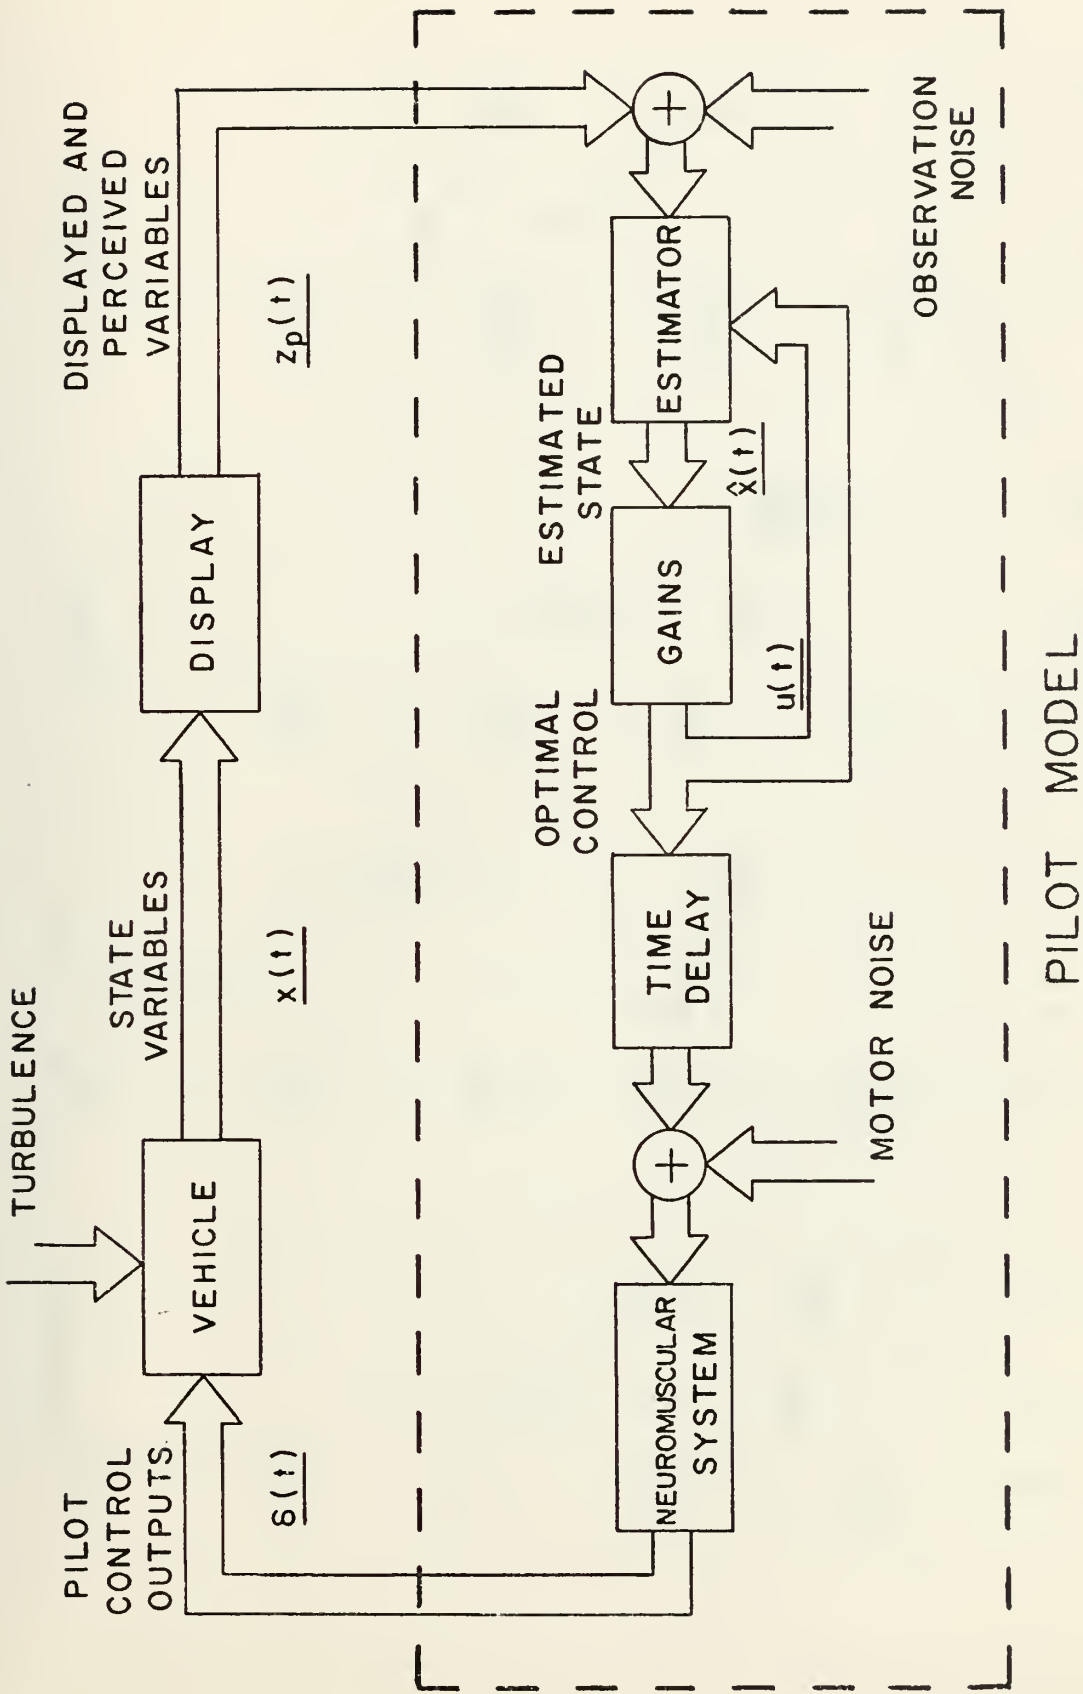 TURBULENCE
PILOT
CONTROL
OUTPUTS
δ(t)
VEHICLE
STATE
VARIABLES
x(t)
DISPLAY
DISPLAYED AND
PERCEIVED
VARIABLES
zp(t)
NEUROMUSCULAR
SYSTEM
+
MOTOR NOISE
TIME
DELAY
OPTIMAL
CONTROL
u(t)
GAINS
ESTIMATED
STATE
x̂(t)
ESTIMATOR
+
OBSERVATION
NOISE
PILOT MODEL